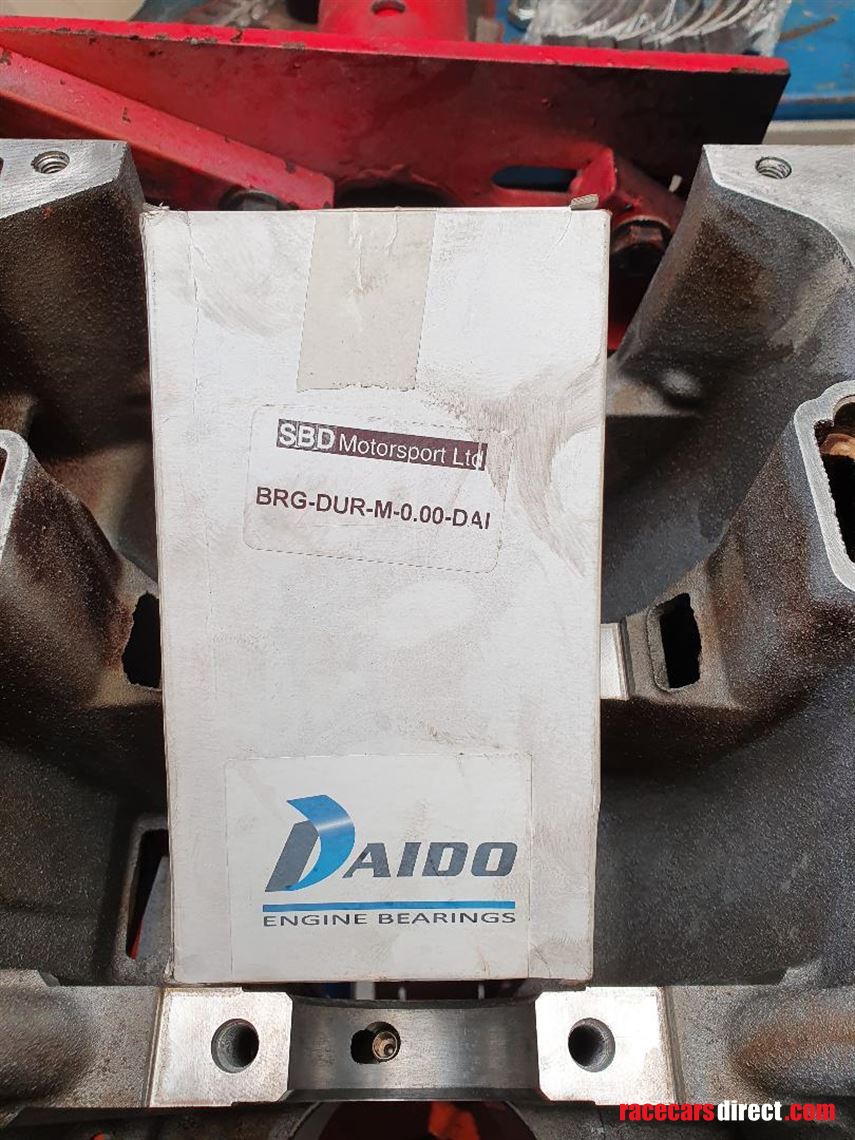 SBD Motorsport Ltd
BRG-DUR-M-0.00-DAI
DAIDO
ENGINE BEARINGS
racecarsdirect.com